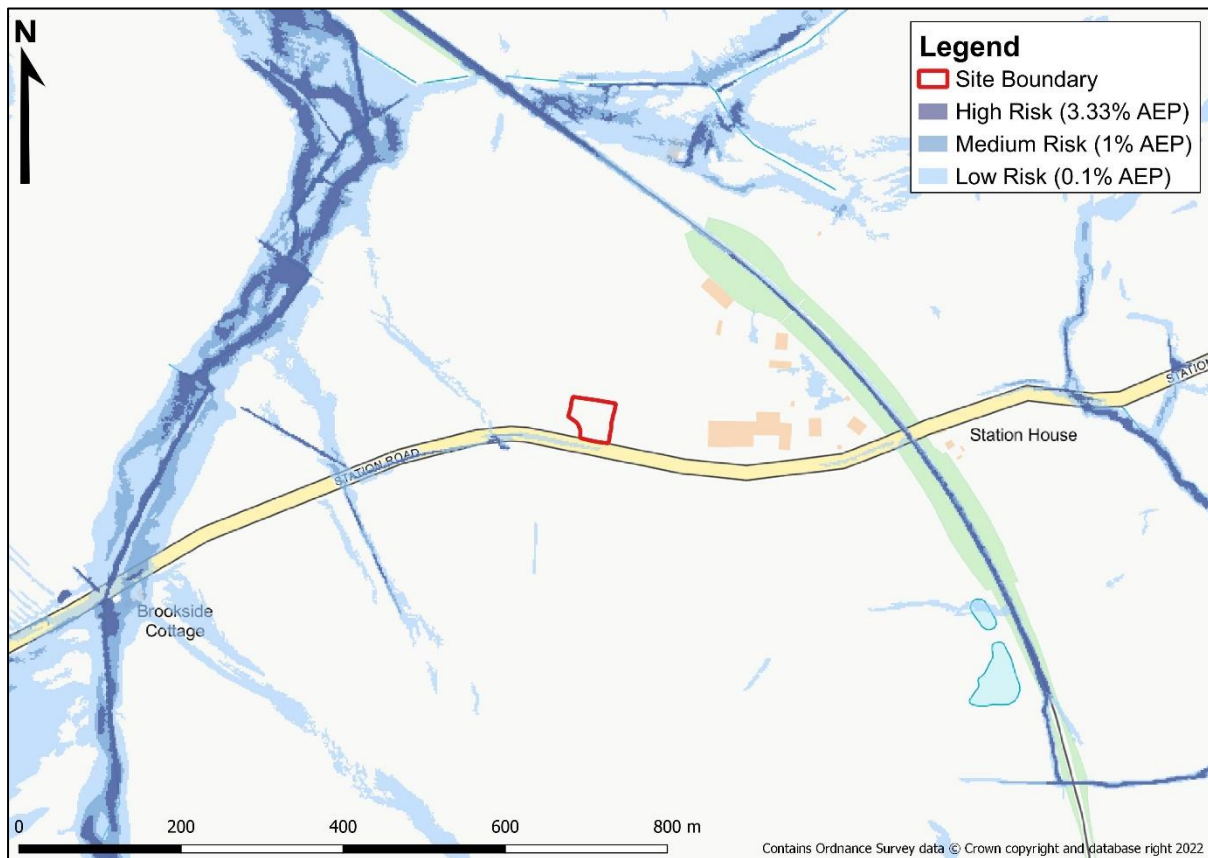 N
Legend
Site Boundary
High Risk (3.33% AEP)
Medium Risk (1% AEP)
Low Risk (0.1% AEP)
STATION
Station House
STATION ROAD
Brookside
Cottage
0 200 400 600 800 m
Contains Ordnance Survey data © Crown copyright and database right 2022